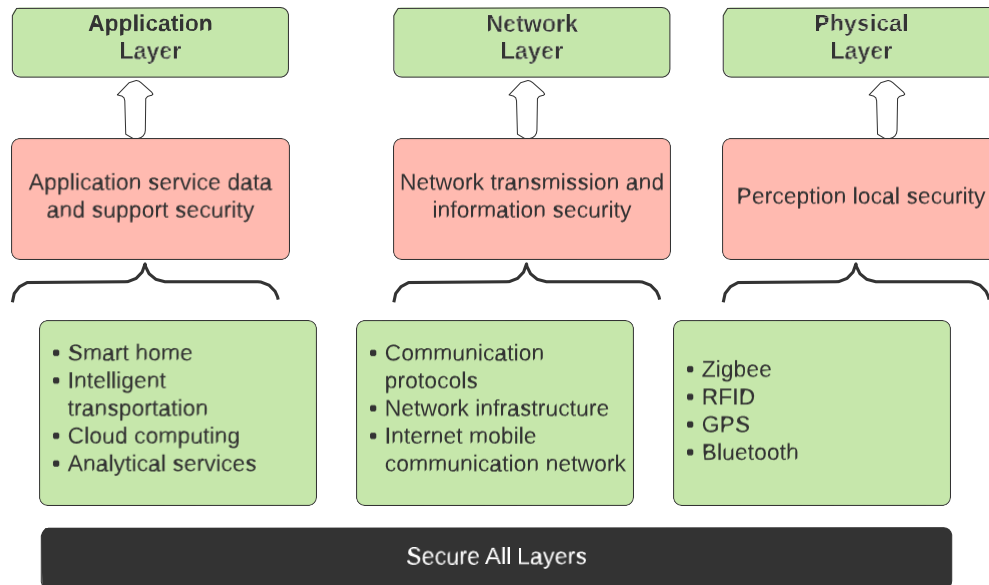 Application
Layer
Network
Layer
Physical
Layer
Application service data
and support security
Network transmission and
information security
Perception local security
▪ Smart home
▪ Intelligent
transportation
▪ Cloud computing
▪ Analytical services
▪ Communication
protocols
▪ Network infrastructure
▪ Internet mobile
communication network
▪ Zigbee
▪ RFID
▪ GPS
▪ Bluetooth
Secure All Layers